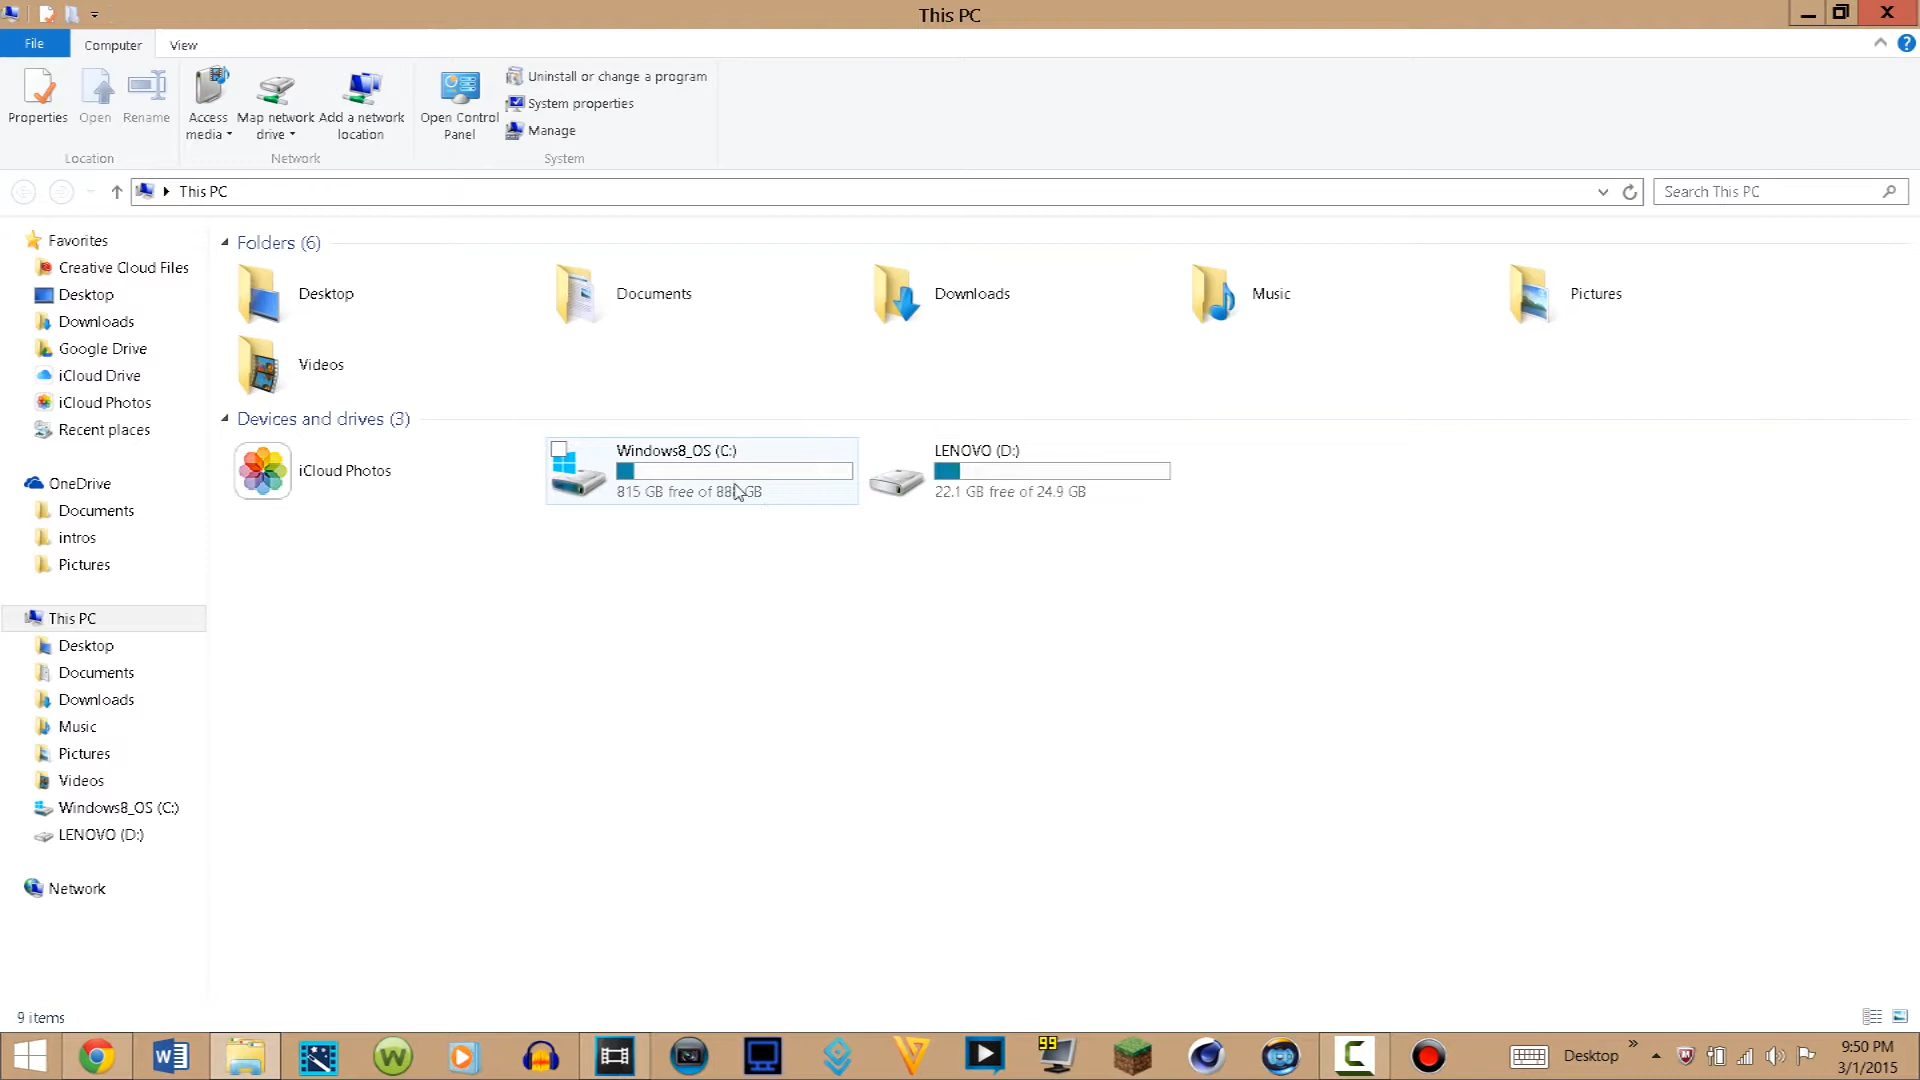 This PC
File
Computer
View
Properties
Open
Rename
Access media
Map network drive
Add a network location
Open Control Panel
Uninstall or change a program
System properties
Manage
Location
Network
System
This PC
Search This PC
Favorites
Creative Cloud Files
Desktop
Downloads
Google Drive
iCloud Drive
iCloud Photos
Recent places
OneDrive
Documents
intros
Pictures
This PC
Desktop
Documents
Downloads
Music
Pictures
Videos
Windows8_OS (C:)
LENOVO (D:)
Network
Folders (6)
Desktop
Documents
Downloads
Music
Pictures
Videos
Devices and drives (3)
iCloud Photos
Windows8_OS (C:)
815 GB free of GB
LENOVO (D:)
22.1 GB free of 24.9 GB
9 items
99
Desktop
9:50 PM
3/1/2015